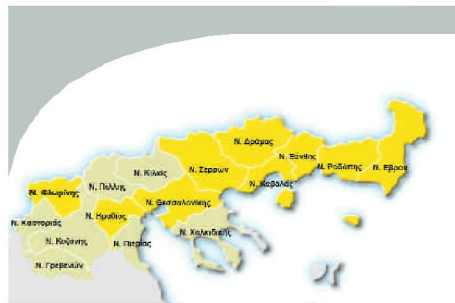 Ν. Δράμας
Ν. Ξάνθης
Ν. Κιλκίς
Ν. Σερρών
Ν. Ροδόπης
Ν. Έβρου
Ν. Πέλλης
Ν. Καβάλας
Ν. Φλωρίνης
Ν. Θεσσαλονίκης
Ν. Ημαθίας
Ν. Καστοριάς
Ν. Χαλκιδικής
Ν. Κοζάνης
Ν. Πιερίας
Ν. Γρεβενών